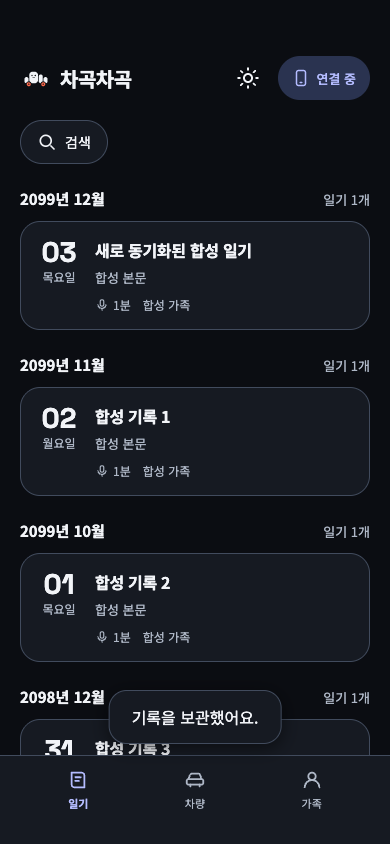 차곡차곡
연결 중
검색
2099년 12월 일기 1개
03 새로 동기화된 합성 일기
목요일 합성 본문
1분 합성 가족
2099년 11월 일기 1개
02 합성 기록 1
월요일 합성 본문
1분 합성 가족
2099년 10월 일기 1개
01 합성 기록 2
목요일 합성 본문
1분 합성 가족
2098년 12월 일기 1개
기록을 보관했어요.
31 합성 기록 3
일기 차량 가족